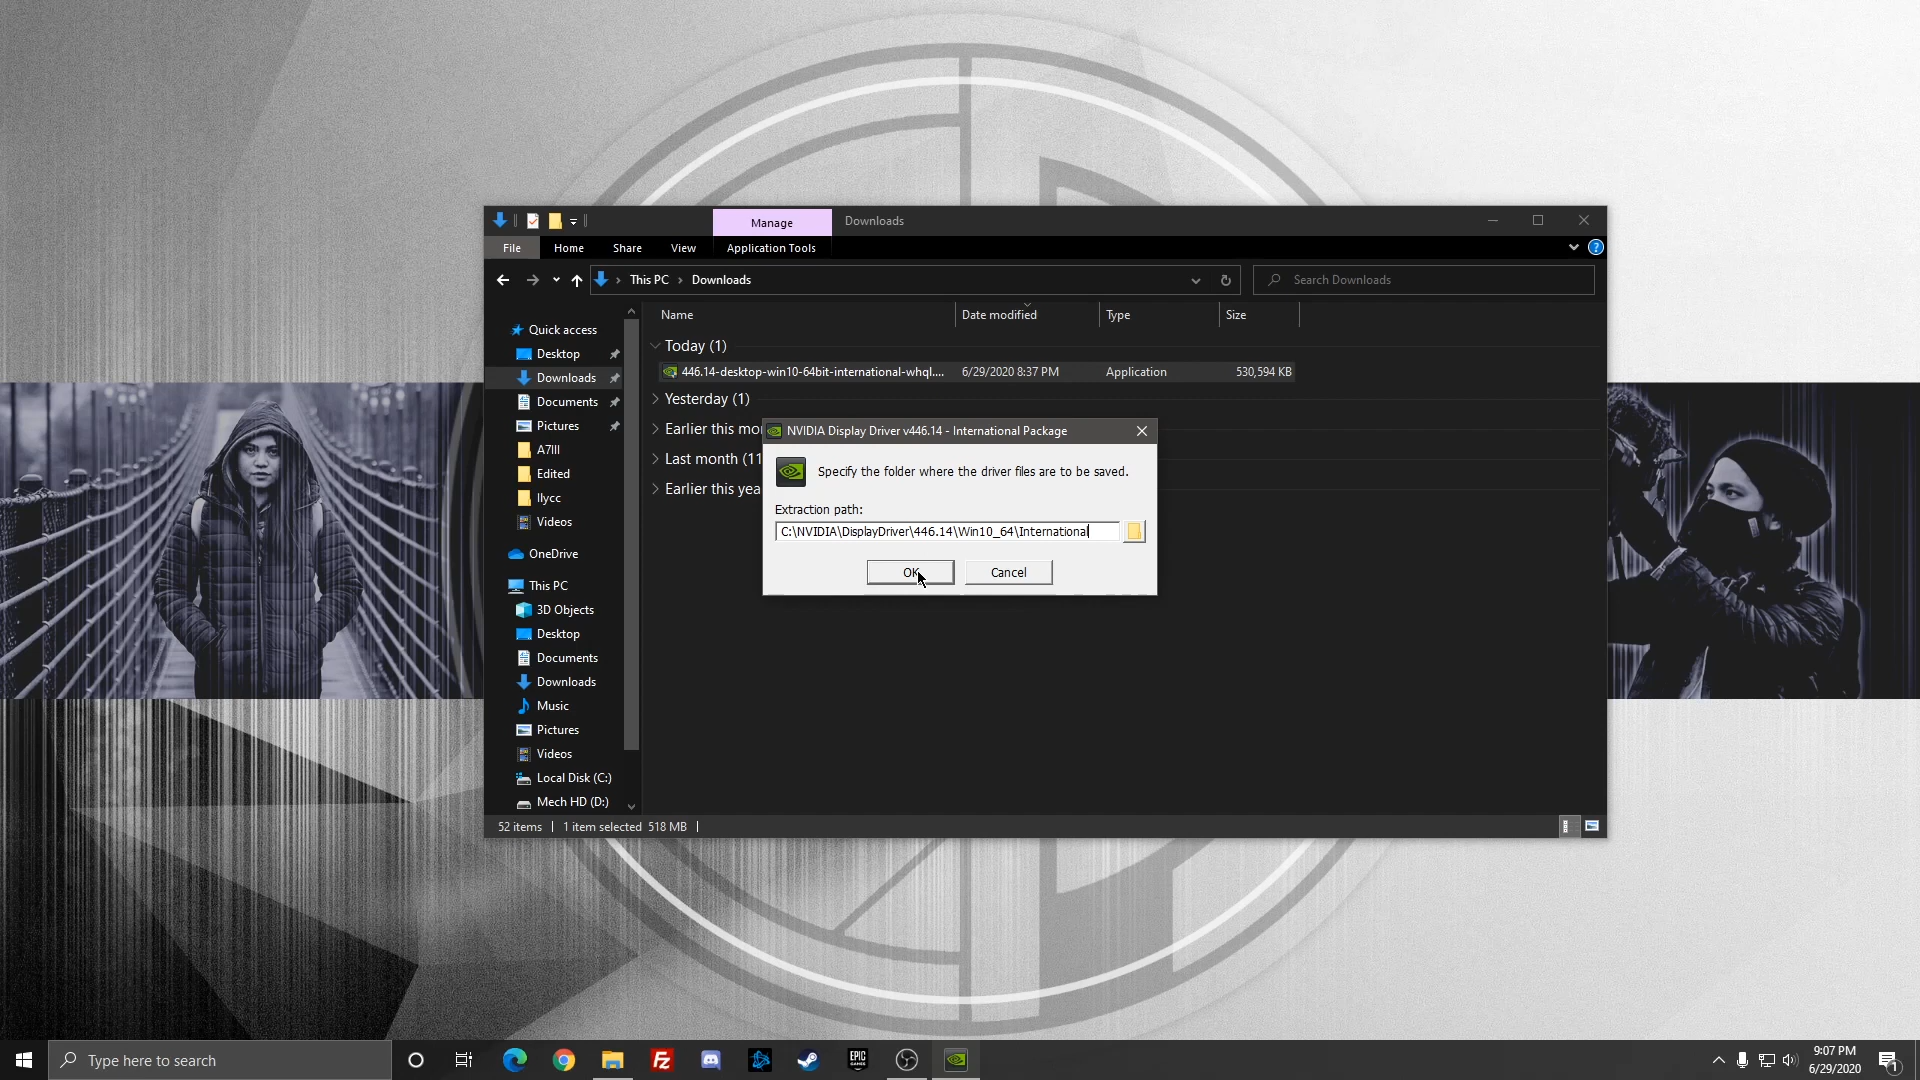 Manage
Downloads
File
Home
Share
View
Application Tools
This PC
Downloads
Search Downloads
Name
Date modified
Type
Size
Quick access
Desktop
Downloads
Documents
Pictures
A7III
Edited
llycc
Videos
OneDrive
This PC
3D Objects
Desktop
Documents
Downloads
Music
Pictures
Videos
Local Disk (C:)
Mech HD (D:)
Today (1)
446.14-desktop-win10-64bit-international-whql....
6/29/2020 8:37 PM
Application
530,594 KB
Yesterday (1)
Earlier this mo
Last month (11
Earlier this yea
NVIDIA Display Driver v446.14 - International Package
Specify the folder where the driver files are to be saved.
Extraction path:
C:\NVIDIA\DisplayDriver\446.14\Win10_64\International
OK
Cancel
52 items
1 item selected 518 MB
Type here to search
EPIC
GAMES
9:07 PM
6/29/2020
1